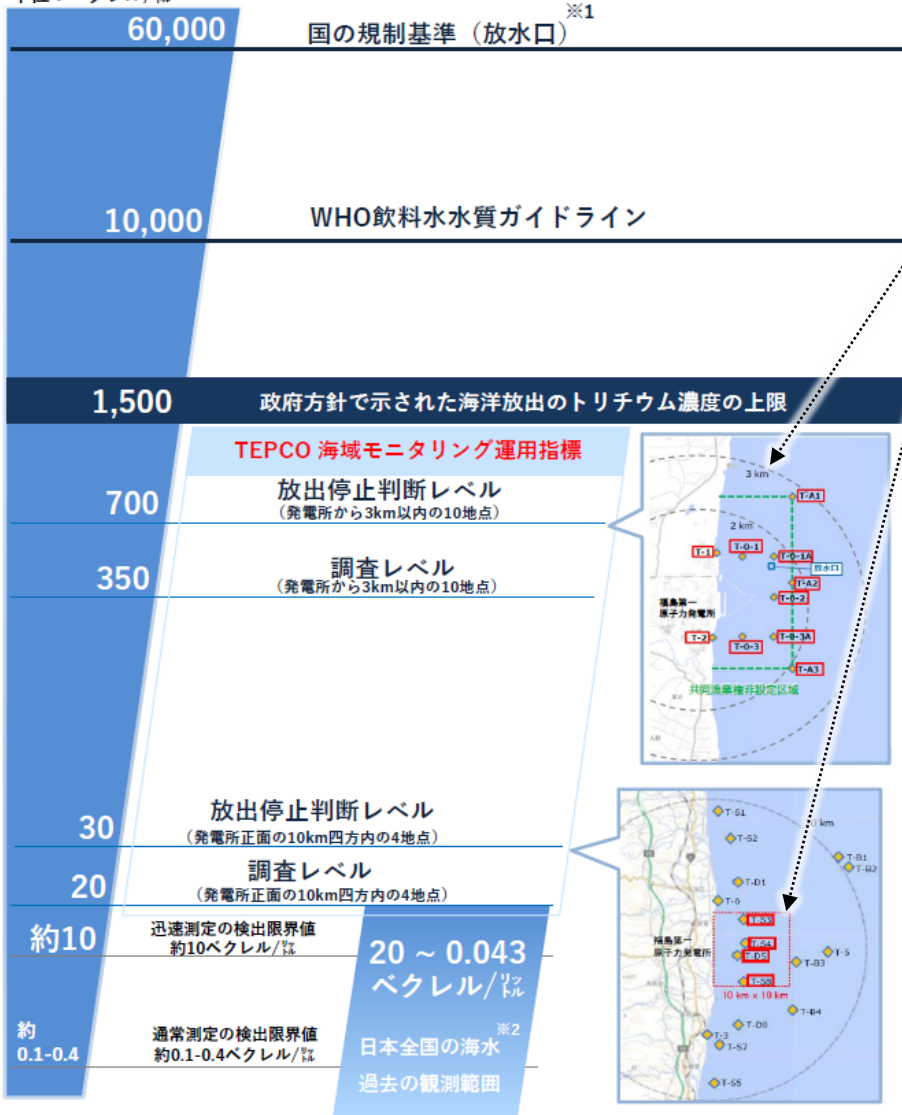 60,000
国の規制基準（放水口）※1
10,000
WHO飲料水水質ガイドライン
1,500
政府方針で示された海洋放出のトリチウム濃度の上限
TEPCO 海域モニタリング運用指標
700
放出停止判断レベル
（発電所から3km以内の10地点）
350
調査レベル
（発電所から3km以内の10地点）
30
放出停止判断レベル
（発電所正面の10km四方内の4地点）
20
調査レベル
（発電所正面の10km四方内の4地点）
約10
迅速測定の検出限界値
約10ベクレル/㍑
約
0.1-0.4
通常測定の検出限界値
約0.1-0.4ベクレル/㍑
20 ~ 0.043
ベクレル/㍑
※2
日本全国の海水
過去の観測範囲
3 km
T-A1
2 km
T-1
T-0-1
T-0-1A
放水口
T-A2
T-0-2
福島第一
原子力発電所
T-2
T-0-3
T-0-3A
T-A3
共同漁業権非設定区域
T-S1
km
T-S2
T-B1
T-B2
T-D1
T-6
T-S3
T-S4
福島第一
原子力発電所
T-D5
T-5
T-B3
T-S8
10 km x 10 km
T-B4
T-D9
T-3
T-S7
T-S5